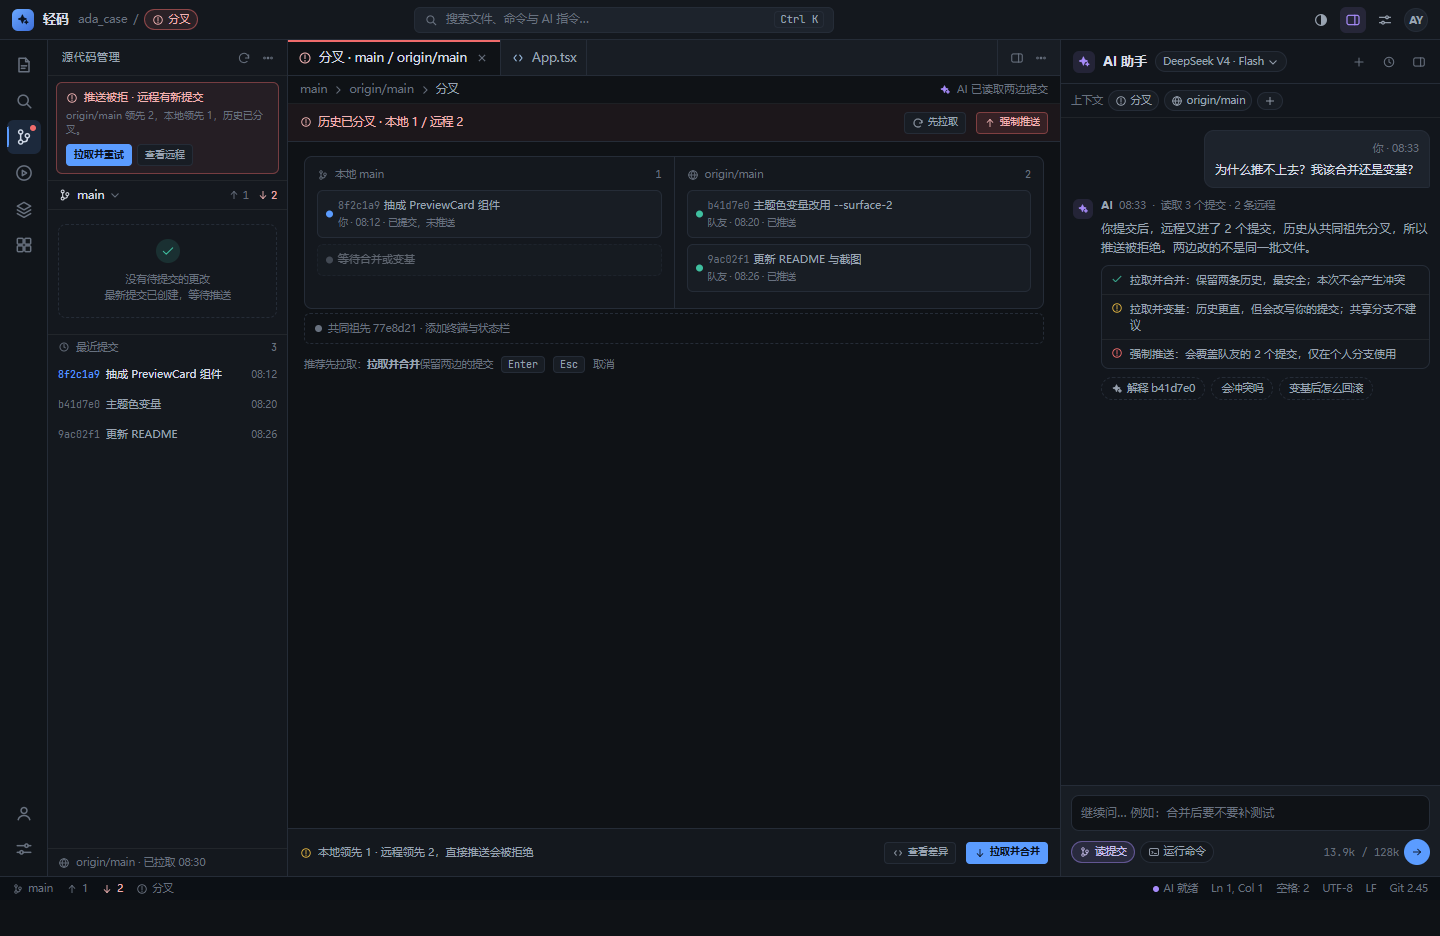 轻码 ada_case / 分叉
搜索文件、命令与 AI 指令... Ctrl K
AY
源代码管理
推送被拒 · 远程有新提交
origin/main 领先 2，本地领先 1，历史已分
叉。
拉取并重试 查看远程
main ↑ 1 ↓ 2
没有待提交的更改
最新提交已创建，等待推送
最近提交 3
8f2c1a9 抽成 PreviewCard 组件 08:12
b41d7e0 主题色变量 08:20
9ac02f1 更新 README 08:26
origin/main · 已拉取 08:30
分叉 · main / origin/main
App.tsx
main > origin/main > 分叉
AI 已读取两边提交
历史已分叉 · 本地 1 / 远程 2
先拉取 强制推送
本地 main 1
8f2c1a9 抽成 PreviewCard 组件
你 · 08:12 · 已提交，未推送
等待合并或变基
origin/main 2
b41d7e0 主题色变量改用 --surface-2
队友 · 08:20 · 已推送
9ac02f1 更新 README 与截图
队友 · 08:26 · 已推送
共同祖先 77e8d21 · 添加终端与状态栏
推荐先拉取：拉取并合并保留两边的提交 Enter Esc 取消
本地领先 1 · 远程领先 2，直接推送会被拒绝
查看差异 拉取并合并
AI 助手 DeepSeek V4 · Flash
上下文 分叉 origin/main
你 · 08:33
为什么推不上去？我该合并还是变基？
AI 08:33 · 读取 3 个提交 · 2 条远程
你提交后，远程又进了 2 个提交，历史从共同祖先分叉，所以
推送被拒绝。两边改的不是同一批文件。
拉取并合并：保留两条历史，最安全；本次不会产生冲突
拉取并变基：历史更直，但会改写你的提交；共享分支不建
议
强制推送：会覆盖队友的 2 个提交，仅在个人分支使用
解释 b41d7e0 会冲突吗 变基后怎么回滚
继续问... 例如：合并后要不要补测试
读提交 运行命令 13.9k / 128k
main ↑ 1 ↓ 2 分叉
AI 就绪 Ln 1, Col 1 空格: 2 UTF-8 LF Git 2.45